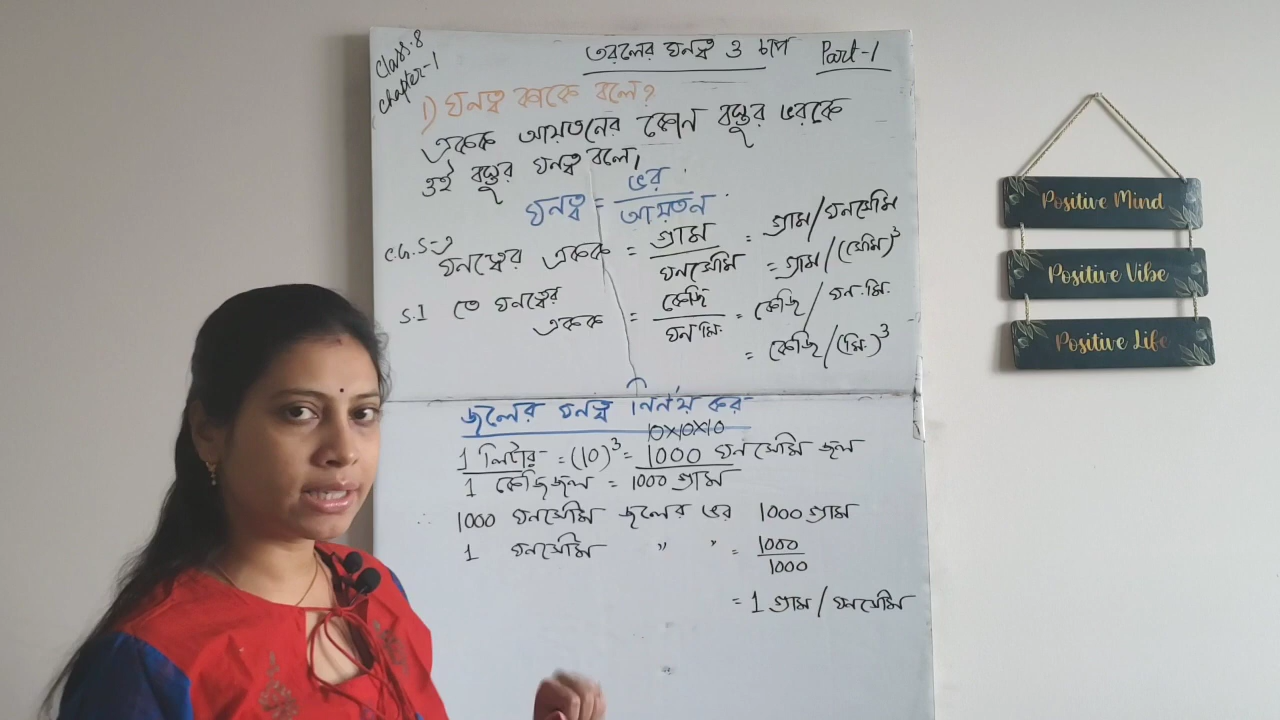 Class:8
Chapter-1
তরলের ঘনত্ব ও চাপ Part-1
1) ঘনত্ব কাকে বলে?
একক আয়তনের কোন বস্তুর ভরকে
ওই বস্তুর ঘনত্ব বলে।
ঘনত্ব = ভর / আয়তন
C.G.S-এ ঘনত্বের একক = গ্রাম / ঘনসেমি = গ্রাম/ঘনসেমি
= গ্রাম/(সেমি)³
S.I তে ঘনত্বের একক = কেজি / ঘন মি. = কেজি/ঘন.মি.
= কেজি/(মি.)³
জলের ঘনত্ব নির্নয় কর
10×10×10
1 লিটার = (10)³ = 1000 ঘনসেমি জল
1 কেজি জল = 1000 গ্রাম
1000 ঘনসেমি জলের ভর 1000 গ্রাম
1 ঘনসেমি " " = 1000 / 1000
= 1 গ্রাম / ঘনসেমি
Positive Mind
Positive Vibe
Positive Life